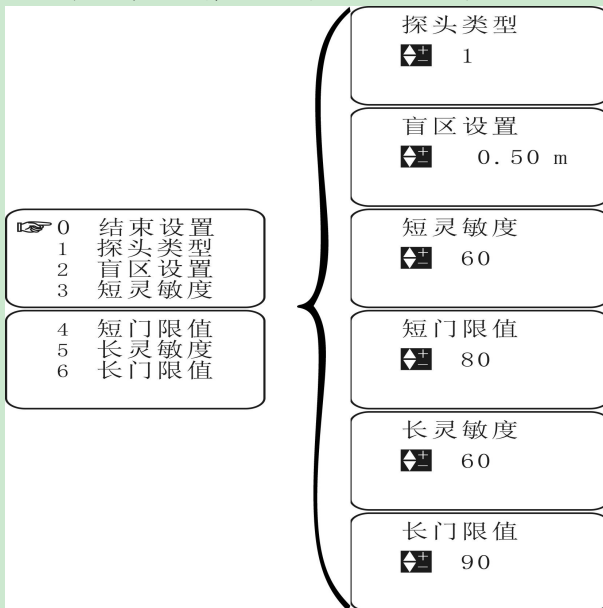 0 结束设置
1 探头类型
2 盲区设置
3 短灵敏度
4 短门限值
5 长灵敏度
6 长门限值
探头类型
1
盲区设置
0.50 m
短灵敏度
60
短门限值
80
长灵敏度
60
长门限值
90